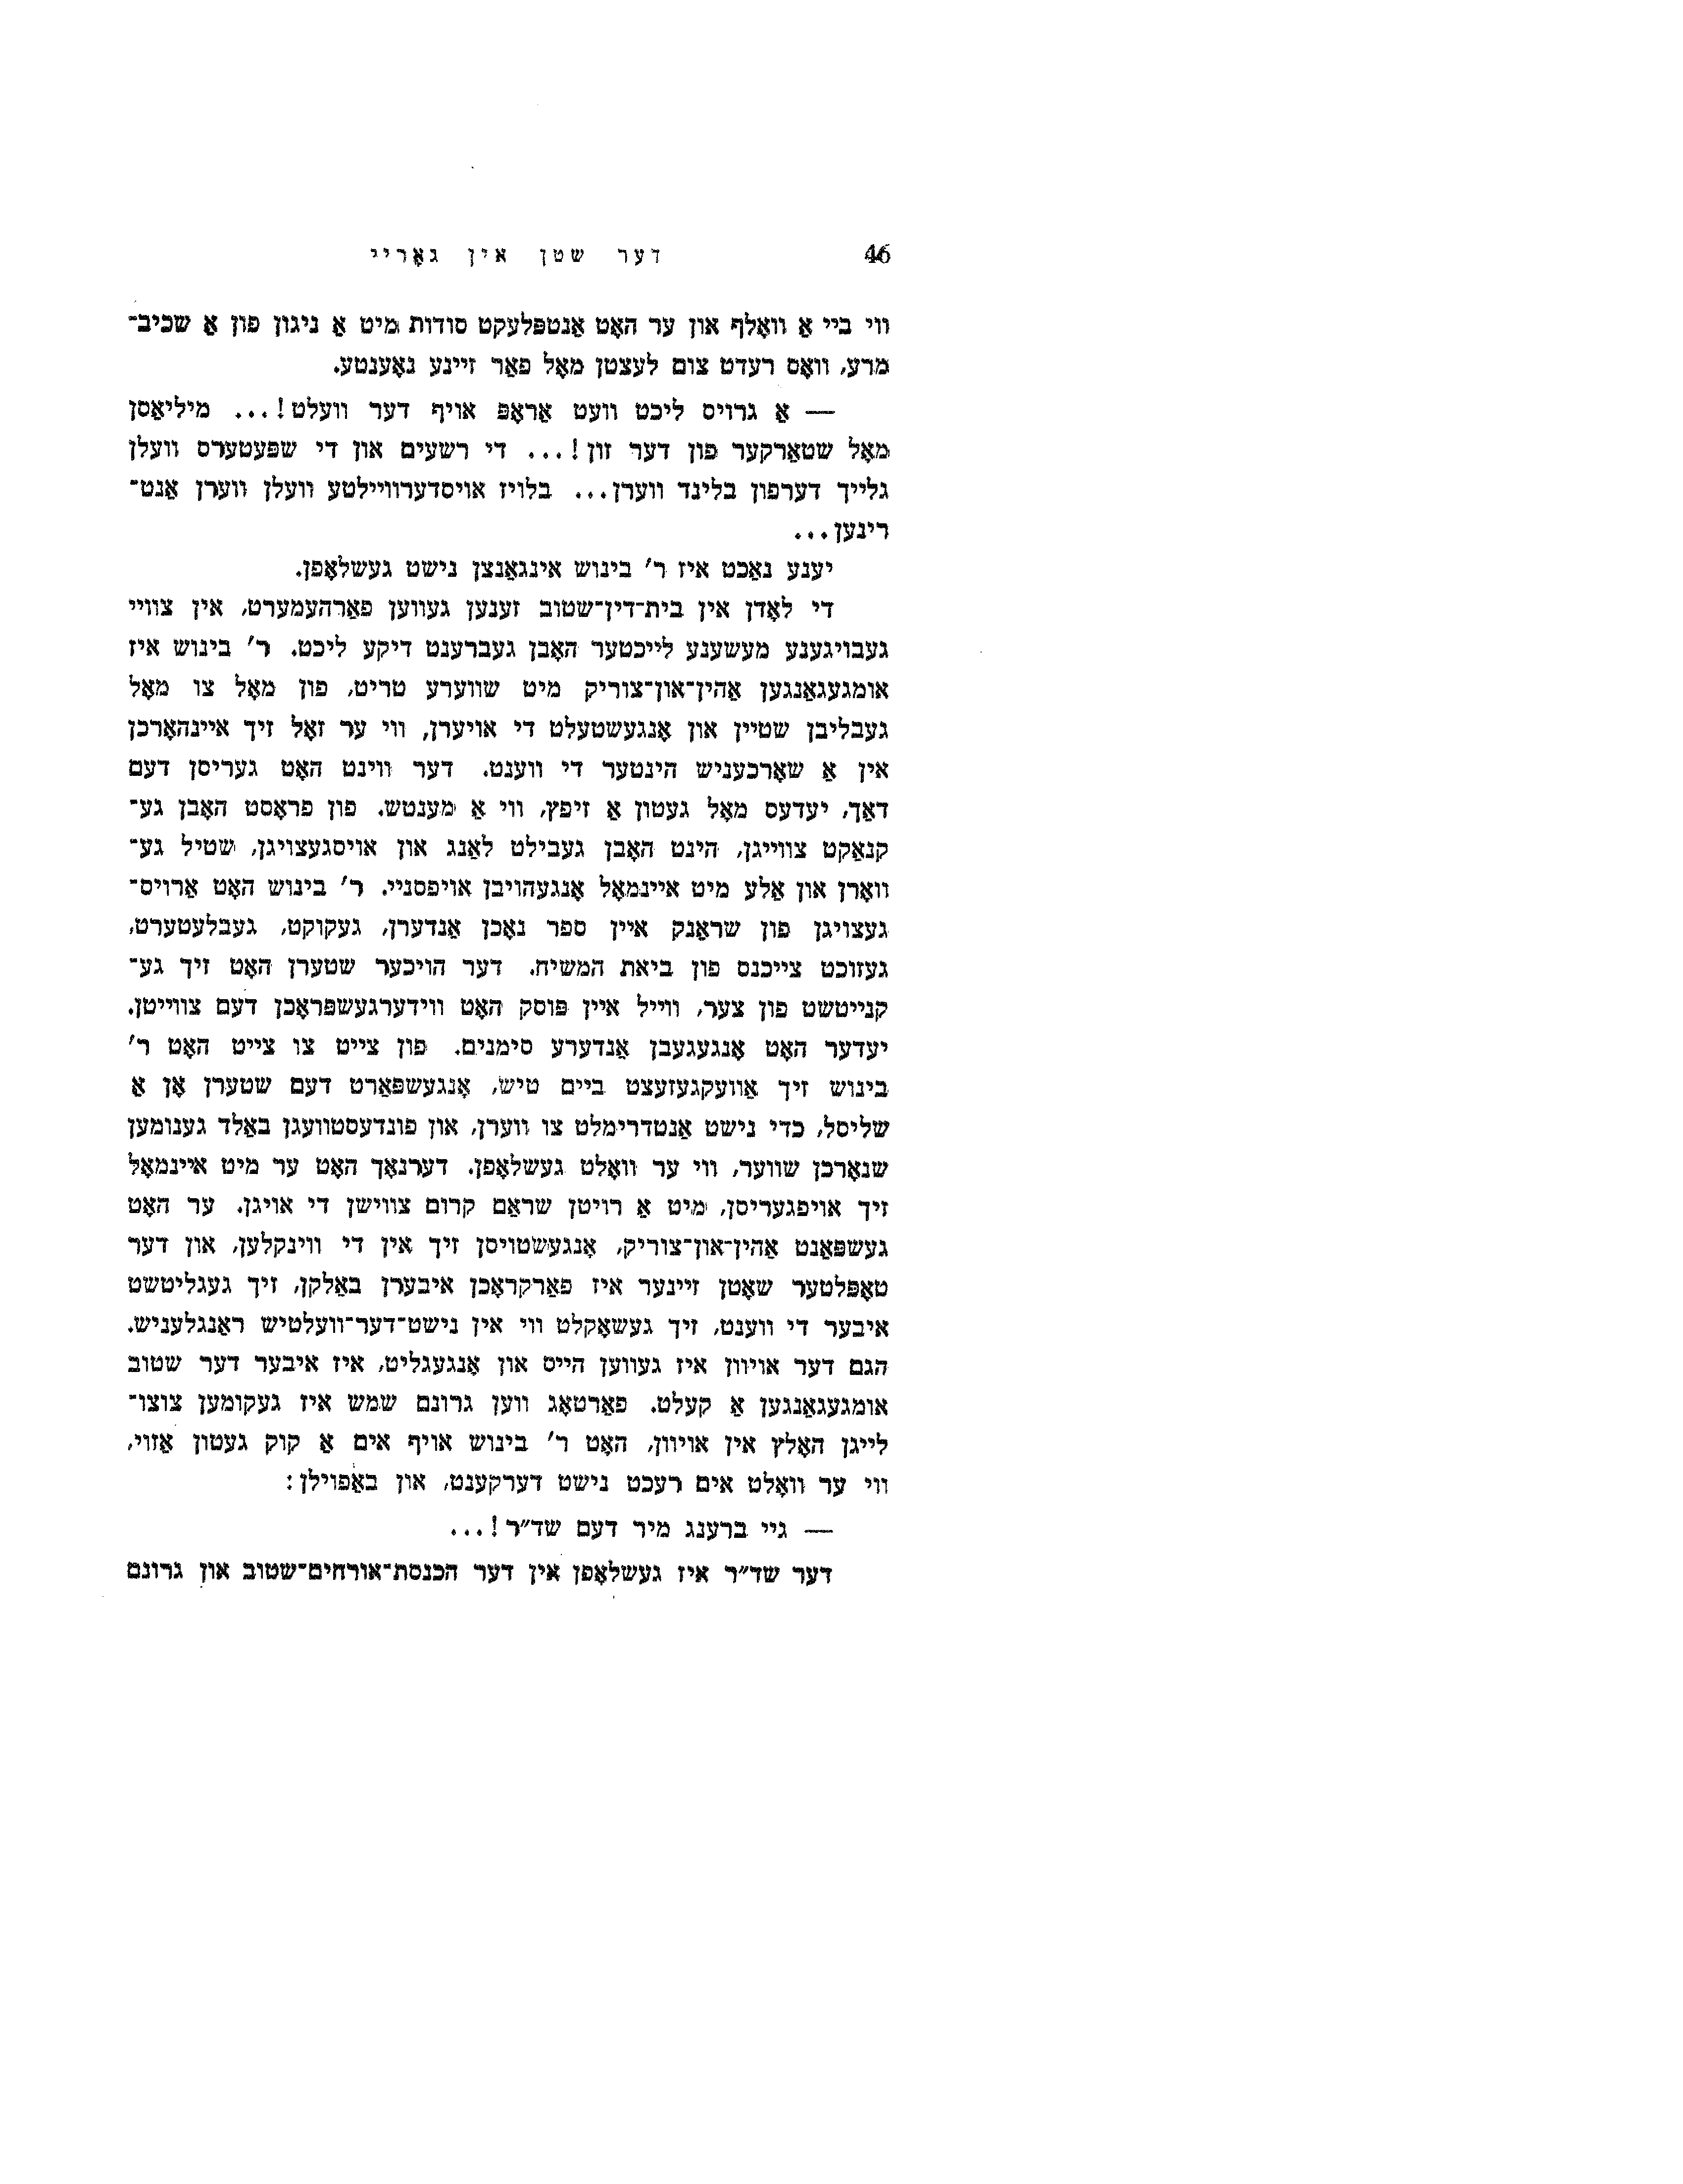 46 דער שטן אין גאָריי
ווי ביי אַ וואָלף און ער האָט אַנטפּלעקט סודות מיט אַ ניגון פון אַ שכיב־
מרע, וואָס רעדט צום לעצטן מאָל פאַר זיינע נאָענטע.
— אַ גרויס ליכט וועט אַראָפּ אויף דער וועלט!... מיליאַסן
מאָל שטאַרקער פון דער זון!... די רשעים און די שפּעטערס וועלן
גלייך דערפון בלינד ווערן... בלויז אויסדערוויילטע וועלן ווערן אַנט־
רינען...
יענע נאַכט איז ר' בינוש אינגאַנצן נישט געשלאָפן.
די לאָדן אין בית־דין־שטוב זענען געווען פאַרהעמערט, אין צוויי
געבויגענע מעשענע לייכטער האָבן געברענט דיקע ליכט. ר' בינוש איז
אומגעגאַנגען אַהין־און־צוריק מיט שווערע טריט, פון מאָל צו מאָל
געבליבן שטיין און אָנגעשטעלט די אויערן, ווי ער זאָל זיך איינהאָרכן
אין אַ שאָרכעניש הינטער די ווענט. דער ווינט האָט געריסן דעם
דאַך, יעדעס מאָל געטון אַ זיפץ, ווי אַ מענטש. פון פראָסט האָבן גע־
קנאַקט צווייגן, הינט האָבן געבילט לאַנג און אויסגעצויגן, שטיל גע־
וואָרן און אַלע מיט איינמאָל אָנגעהויבן אויפסניי. ר' בינוש האָט אַרויס־
געצויגן פון שראַנק איין ספר נאָכן אַנדערן, געקוקט, געבלעטערט,
געזוכט צייכנס פון ביאת המשיח. דער הויכער שטערן האָט זיך גע־
קנייטשט פון צער, ווייל איין פּוסק האָט ווידערגעשפּראָכן דעם צווייטן.
יעדער האָט אָנגעגעבן אַנדערע סימנים. פון צייט צו צייט האָט ר'
בינוש זיך אַוועקגעזעצט ביים טיש, אָנגעשפּאַרט דעם שטערן אָן אַ
שליסל, כדי נישט אַנטדרימלט צו ווערן, און פונדעסטוועגן באַלד גענומען
שנאָרכן שווער, ווי ער וואָלט געשלאָפן. דערנאָך האָט ער מיט איינמאָל
זיך אויפגעריסן, מיט אַ רויטן שראַם קרום צווישן די אויגן. ער האָט
געשפּאַנט אַהין־און־צוריק, אָנגעשטויסן זיך אין די ווינקלען, און דער
טאָפּלטער שאָטן זיינער איז פאַרקראָכן איבערן באַלקן, זיך געגליטשט
איבער די ווענט, זיך געשאָקלט ווי אין נישט־דער־וועלטיש ראַנגלעניש.
הגם דער אויוון איז געווען הייס און אָנגעגליט, איז איבער דער שטוב
אומגעגאַנגען אַ קעלט. פאַרטאָג ווען גרונם שמש איז געקומען צוצו־
לייגן האָלץ אין אויוון, האָט ר' בינוש אויף אים אַ קוק געטון אַזוי,
ווי ער וואָלט אים רעכט נישט דערקענט, און באַפוילן:
— גיי ברענג מיר דעם שד״ר!...
דער שד״ר איז געשלאָפן אין דער הכנסת־אורחים־שטוב און גרונם